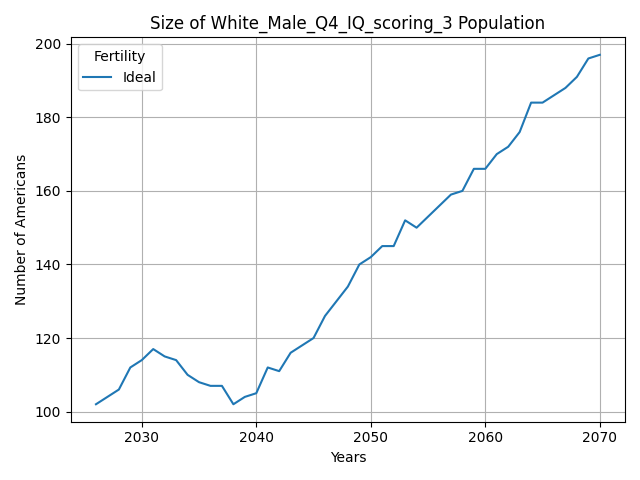 Size of White_Male_Q4_IQ_scoring_3 Population
Fertility
Ideal
Number of Americans
200
180
160
140
120
100
2030 2040 2050 2060 2070
Years